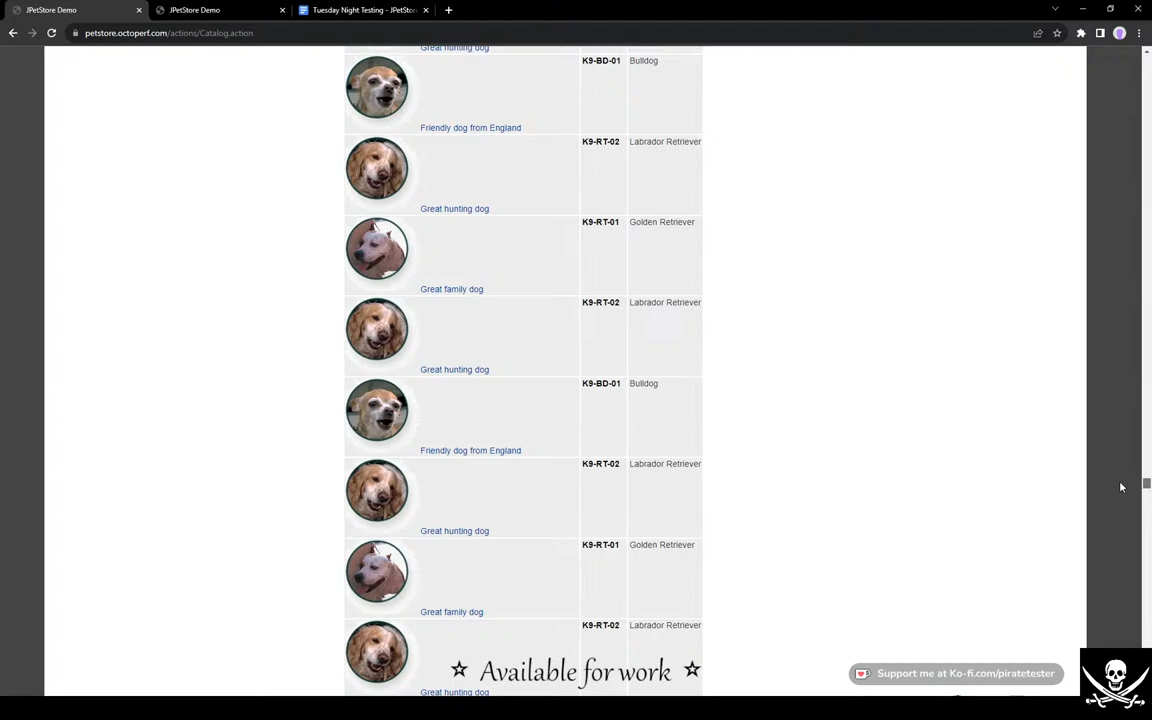 JPetStore Demo
JPetStore Demo
Tuesday Night Testing - JPetStor
petstore.octoperf.com/actions/Catalog.action
Great hunting dog
K9-BD-01 Bulldog
Friendly dog from England
K9-RT-02 Labrador Retriever
Great hunting dog
K9-RT-01 Golden Retriever
Great family dog
K9-RT-02 Labrador Retriever
Great hunting dog
K9-BD-01 Bulldog
Friendly dog from England
K9-RT-02 Labrador Retriever
Great hunting dog
K9-RT-01 Golden Retriever
Great family dog
K9-RT-02 Labrador Retriever
Great hunting dog
☆ Available for work ☆
Support me at Ko-fi.com/piratetester